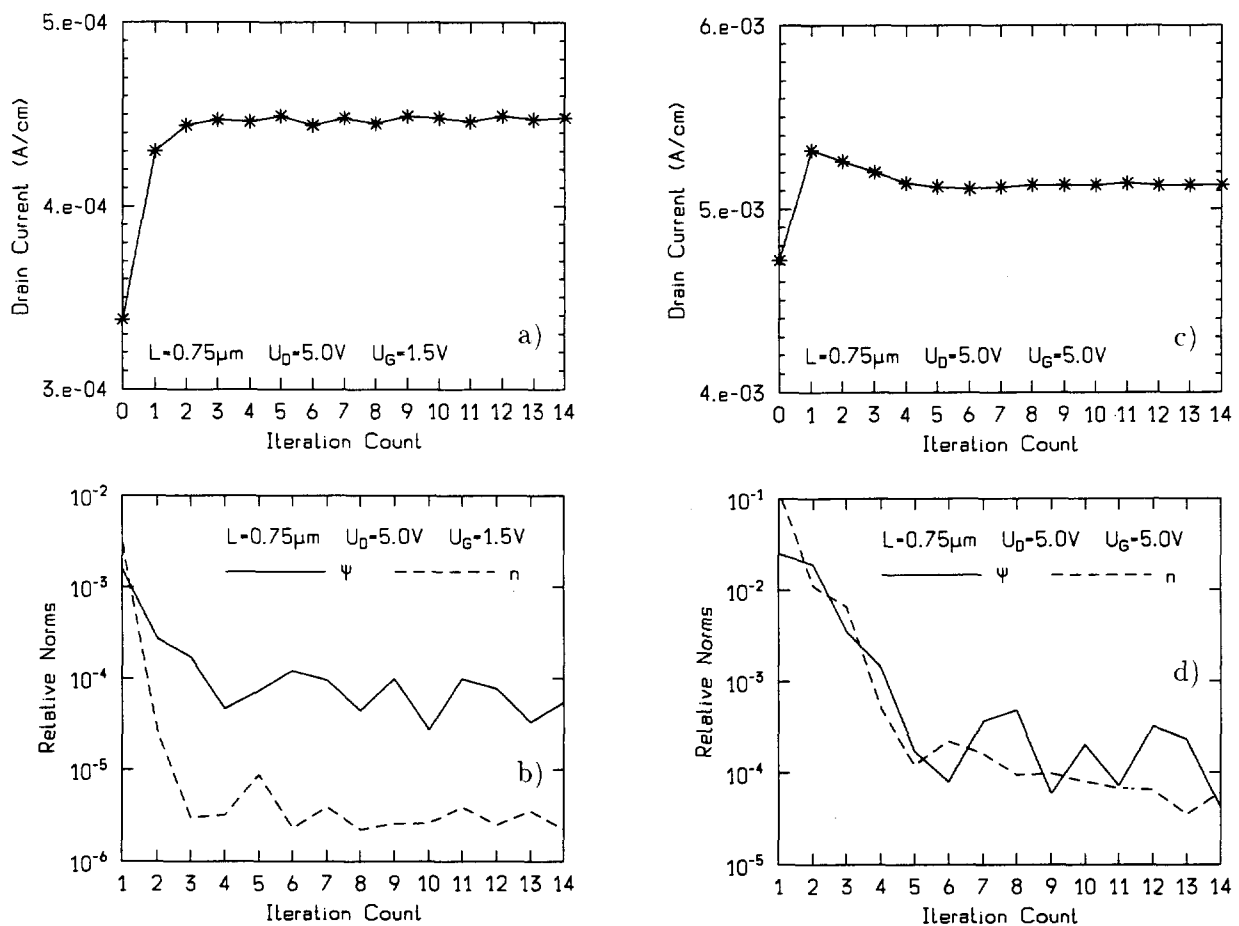 5.e-04
4.e-04
3.e-04
Drain Current (A/cm)
a)
L=0.75µm U_D=5.0V U_G=1.5V
0 1 2 3 4 5 6 7 8 9 10 11 12 13 14
Iteration Count
6.e-03
5.e-03
4.e-03
Drain Current (A/cm)
c)
L=0.75µm U_D=5.0V U_G=5.0V
0 1 2 3 4 5 6 7 8 9 10 11 12 13 14
Iteration Count
10^-2
10^-3
10^-4
10^-5
10^-6
Relative Norms
L=0.75µm U_D=5.0V U_G=1.5V
Ψ n
b)
1 2 3 4 5 6 7 8 9 10 11 12 13 14
Iteration Count
10^-1
10^-2
10^-3
10^-4
10^-5
Relative Norms
L=0.75µm U_D=5.0V U_G=5.0V
Ψ n
d)
1 2 3 4 5 6 7 8 9 10 11 12 13 14
Iteration Count